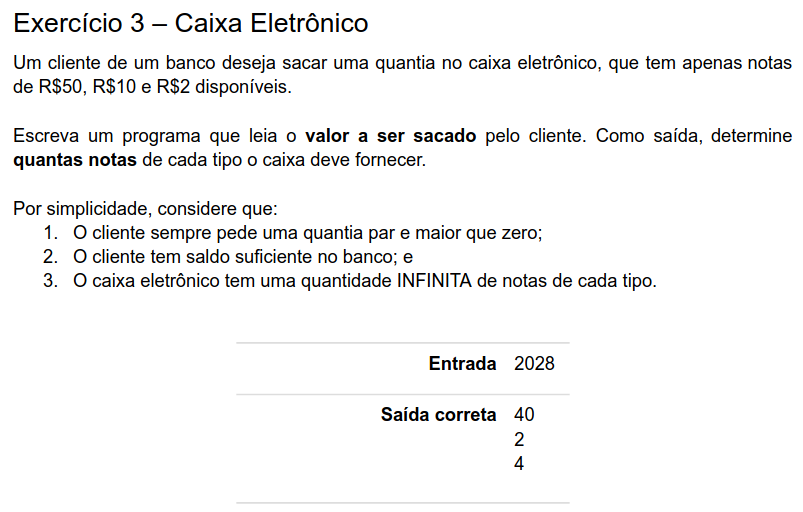 Exercício 3 – Caixa Eletrônico
Um cliente de um banco deseja sacar uma quantia no caixa eletrônico, que tem apenas notas
de R$50, R$10 e R$2 disponíveis.
Escreva um programa que leia o valor a ser sacado pelo cliente. Como saída, determine
quantas notas de cada tipo o caixa deve fornecer.
Por simplicidade, considere que:
1. O cliente sempre pede uma quantia par e maior que zero;
2. O cliente tem saldo suficiente no banco; e
3. O caixa eletrônico tem uma quantidade INFINITA de notas de cada tipo.
Entrada 2028
Saída correta 40
2
4